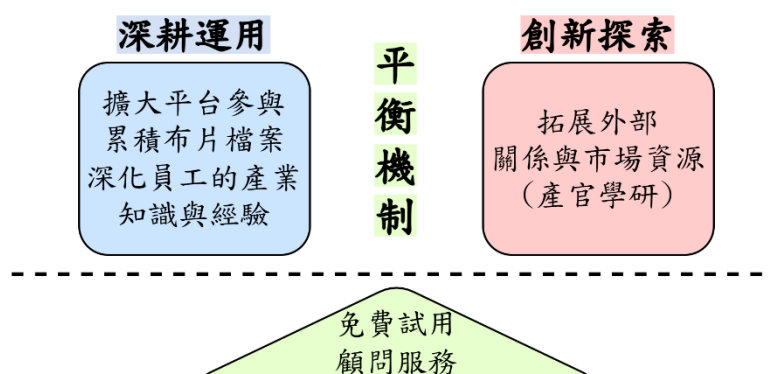 深耕運用
擴大平台參與
累積布片檔案
深化員工的產業
知識與經驗
平
衡
機
制
創新探索
拓展外部
關係與市場資源
（產官學研）
免費試用
顧問服務